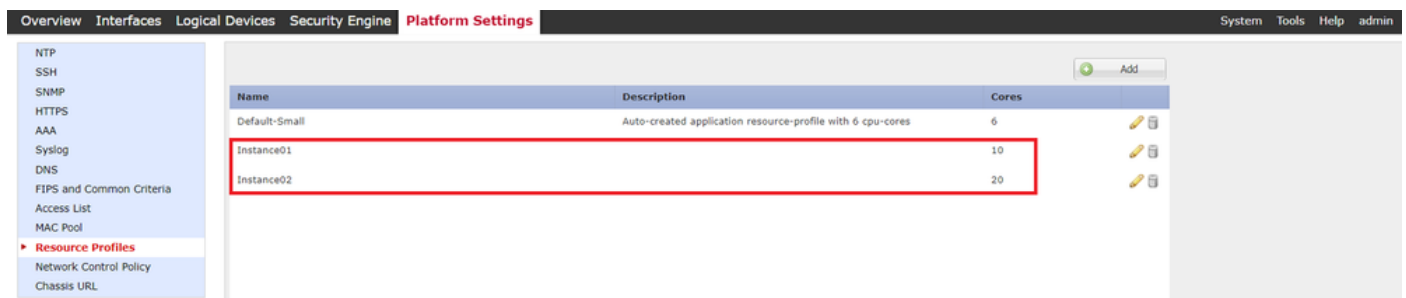 Overview Interfaces Logical Devices Security Engine Platform Settings System Tools Help admin
NTP
SSH
SNMP
HTTPS
AAA
Syslog
DNS
FIPS and Common Criteria
Access List
MAC Pool
Resource Profiles
Network Control Policy
Chassis URL
Add
Name Description Cores
Default-Small Auto-created application resource-profile with 6 cpu-cores 6
Instance01 10
Instance02 20